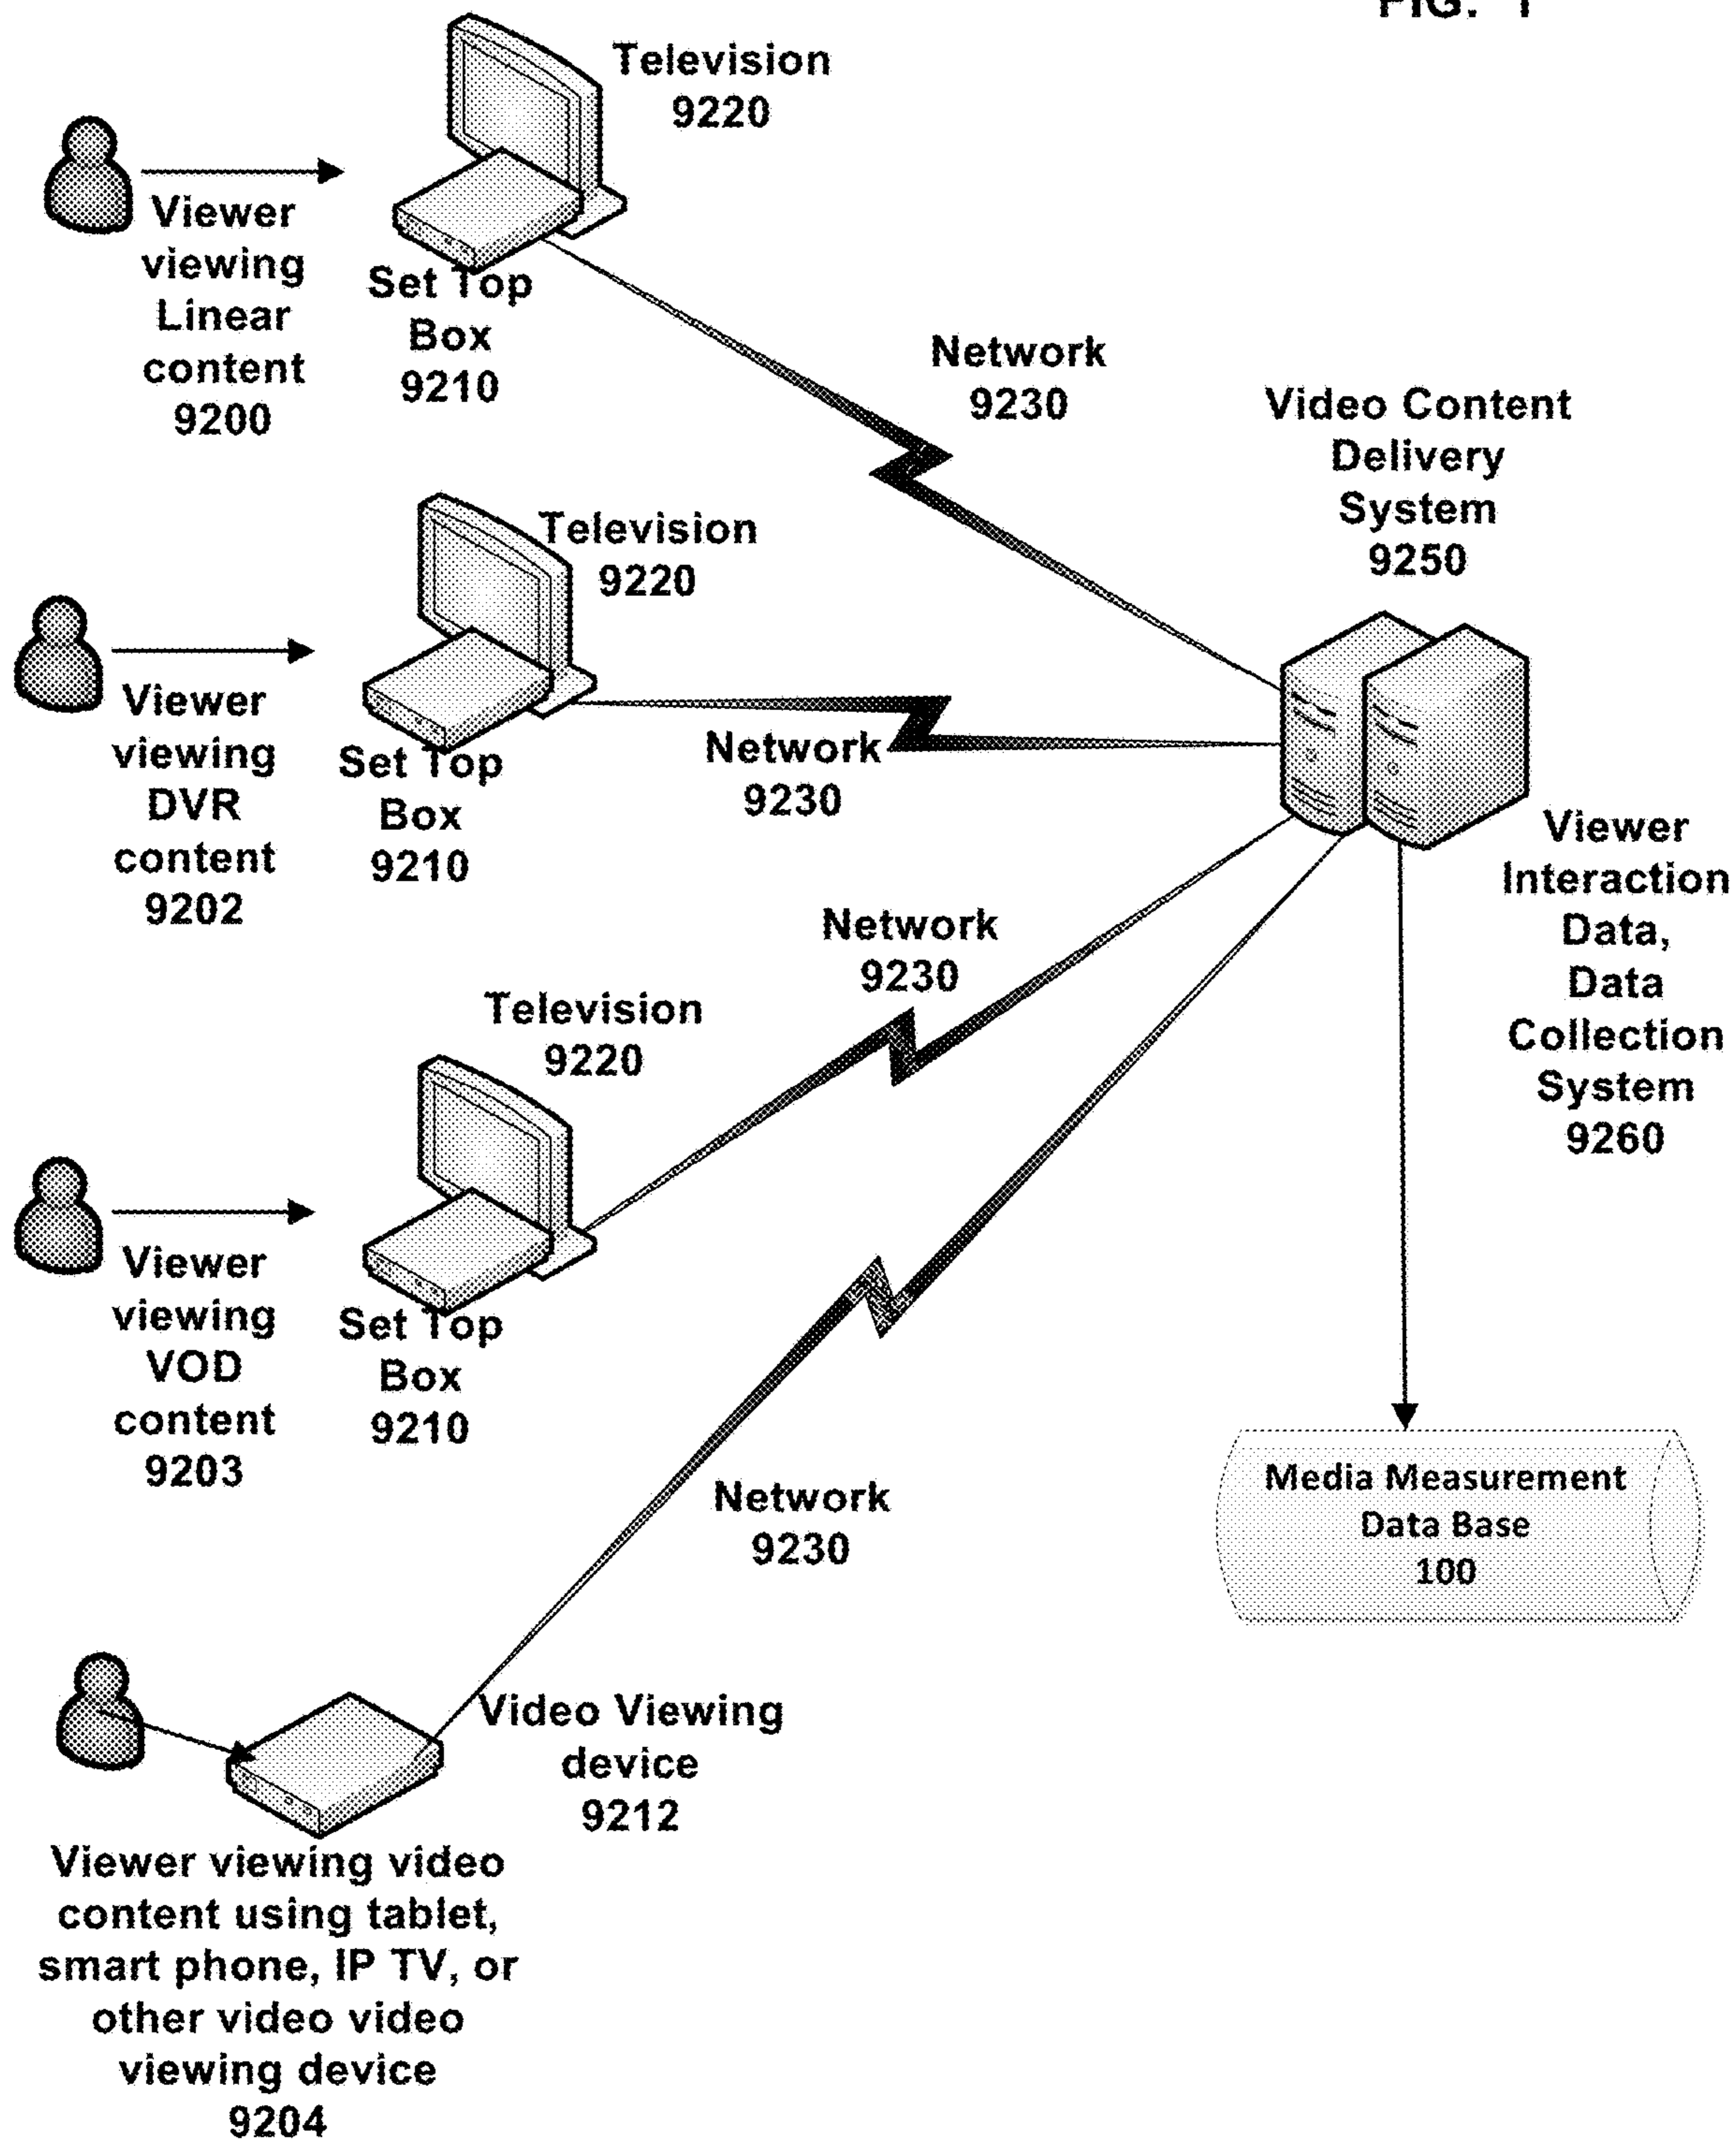 FIG. 1
Television
9220
Viewer
viewing
Linear
content
9200
Set Top
Box
9210
Network
9230
Video Content
Delivery
System
9250
Television
9220
Viewer
viewing
DVR
content
9202
Set Top
Box
9210
Network
9230
Viewer
Interaction
Data,
Data
Collection
System
9260
Network
9230
Television
9220
Viewer
viewing
VOD
content
9203
Set Top
Box
9210
Network
9230
Media Measurement
Data Base
100
Video Viewing
device
9212
Viewer viewing video
content using tablet,
smart phone, IP TV, or
other video video
viewing device
9204